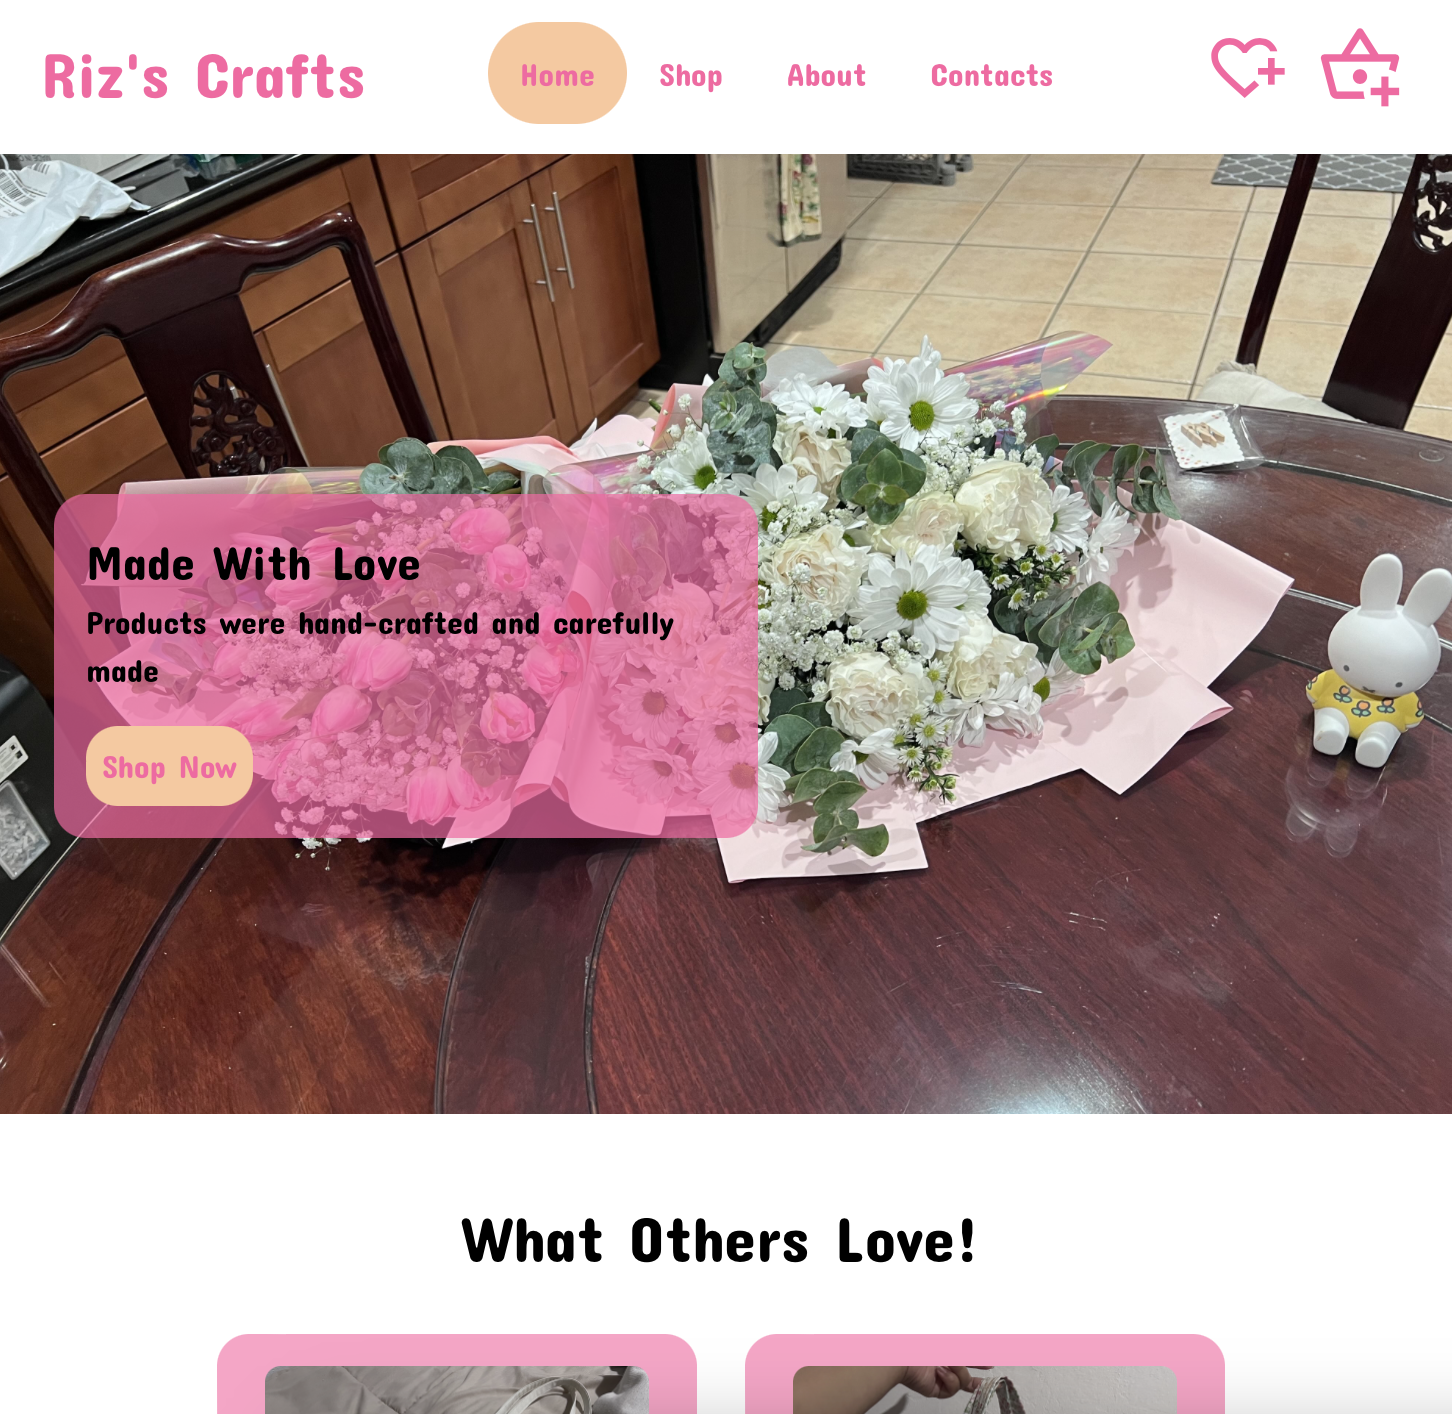 Riz's Crafts
Home Shop About Contacts
Made With Love
Products were hand-crafted and carefully
made
Shop Now
What Others Love!